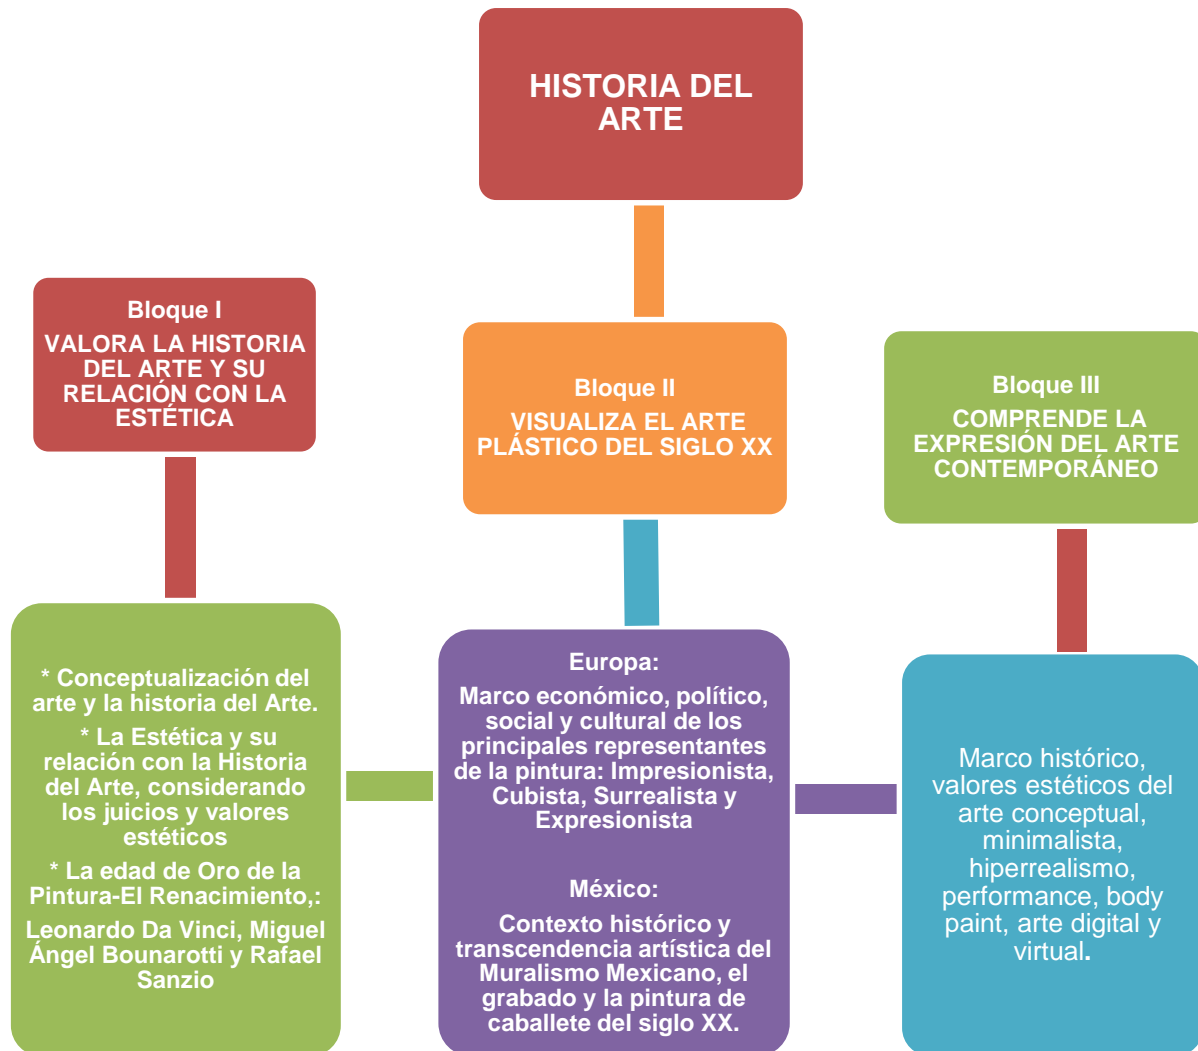 HISTORIA DEL
ARTE
Bloque I
VALORA LA HISTORIA
DEL ARTE Y SU
RELACIÓN CON LA
ESTÉTICA
Bloque II
VISUALIZA EL ARTE
PLÁSTICO DEL SIGLO XX
Bloque III
COMPRENDE LA
EXPRESIÓN DEL ARTE
CONTEMPORÁNEO
* Conceptualización del
arte y la historia del Arte.
* La Estética y su
relación con la Historia
del Arte, considerando
los juicios y valores
estéticos
* La edad de Oro de la
Pintura-El Renacimiento,:
Leonardo Da Vinci, Miguel
Ángel Bounarotti y Rafael
Sanzio
Europa:
Marco económico, político,
social y cultural de los
principales representantes
de la pintura: Impresionista,
Cubista, Surrealista y
Expresionista
México:
Contexto histórico y
transcendencia artística del
Muralismo Mexicano, el
grabado y la pintura de
caballete del siglo XX.
Marco histórico,
valores estéticos del
arte conceptual,
minimalista,
hiperrealismo,
performance, body
paint, arte digital y
virtual.